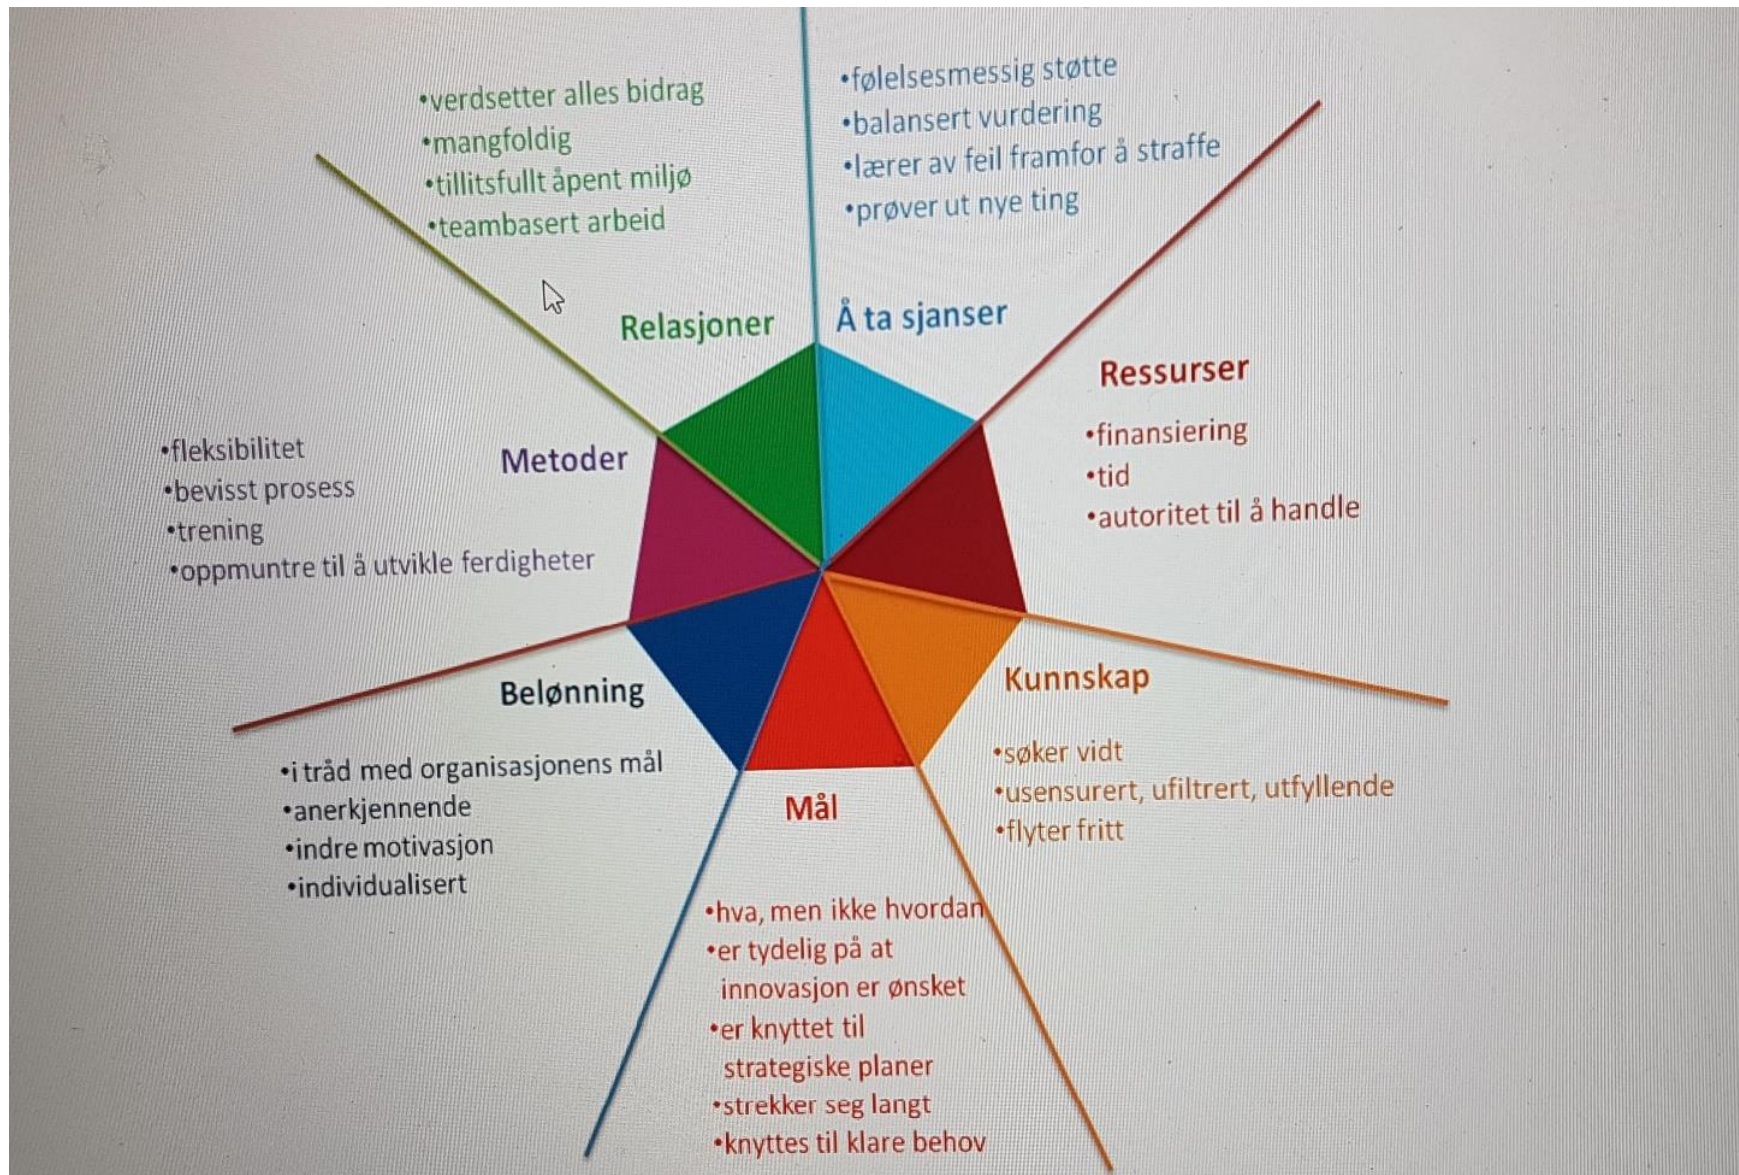 •verdsetter alles bidrag
•mangfoldig
•tillitsfullt åpent miljø
•teambasert arbeid
Relasjoner
•følelsesmessig støtte
•balansert vurdering
•lærer av feil framfor å straffe
•prøver ut nye ting
Å ta sjanser
Ressurser
•finansiering
•tid
•autoritet til å handle
Metoder
•fleksibilitet
•bevisst prosess
•trening
•oppmuntre til å utvikle ferdigheter
Belønning
•i tråd med organisasjonens mål
•anerkjennende
•indre motivasjon
•individualisert
Kunnskap
•søker vidt
•usensurert, ufiltrert, utfyllende
•flyter fritt
Mål
•hva, men ikke hvordan
•er tydelig på at
innovasjon er ønsket
•er knyttet til
strategiske planer
•strekker seg langt
•knyttes til klare behov